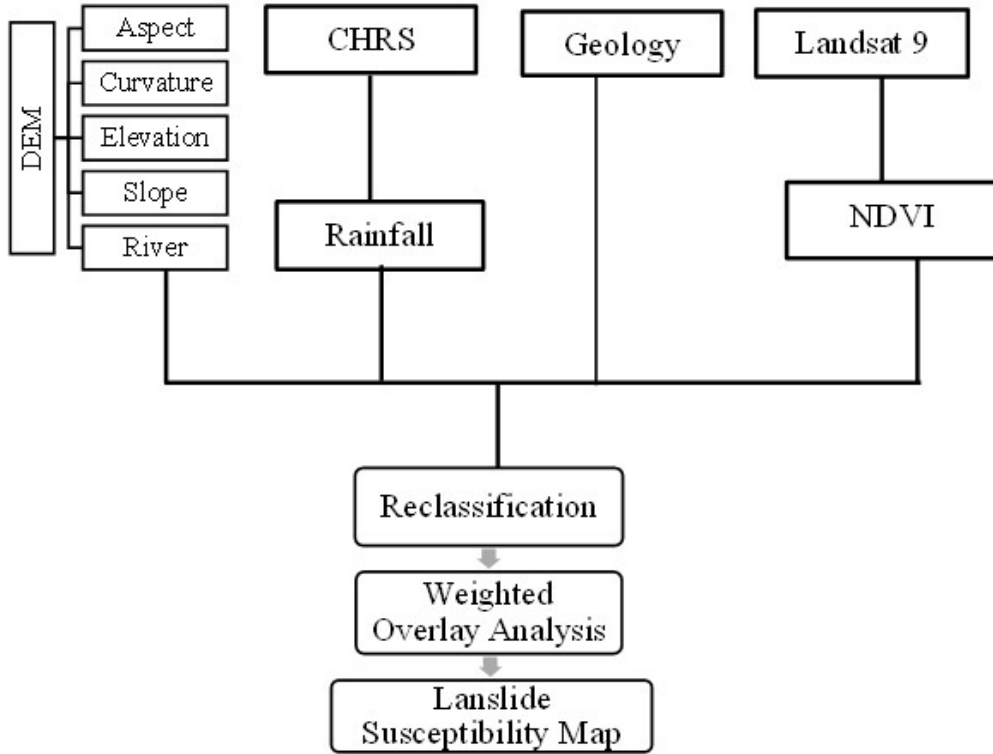 DEM
Aspect
Curvature
Elevation
Slope
River
CHRS
Rainfall
Geology
Landsat 9
NDVI
Reclassification
Weighted
Overlay Analysis
Lanslide
Susceptibility Map